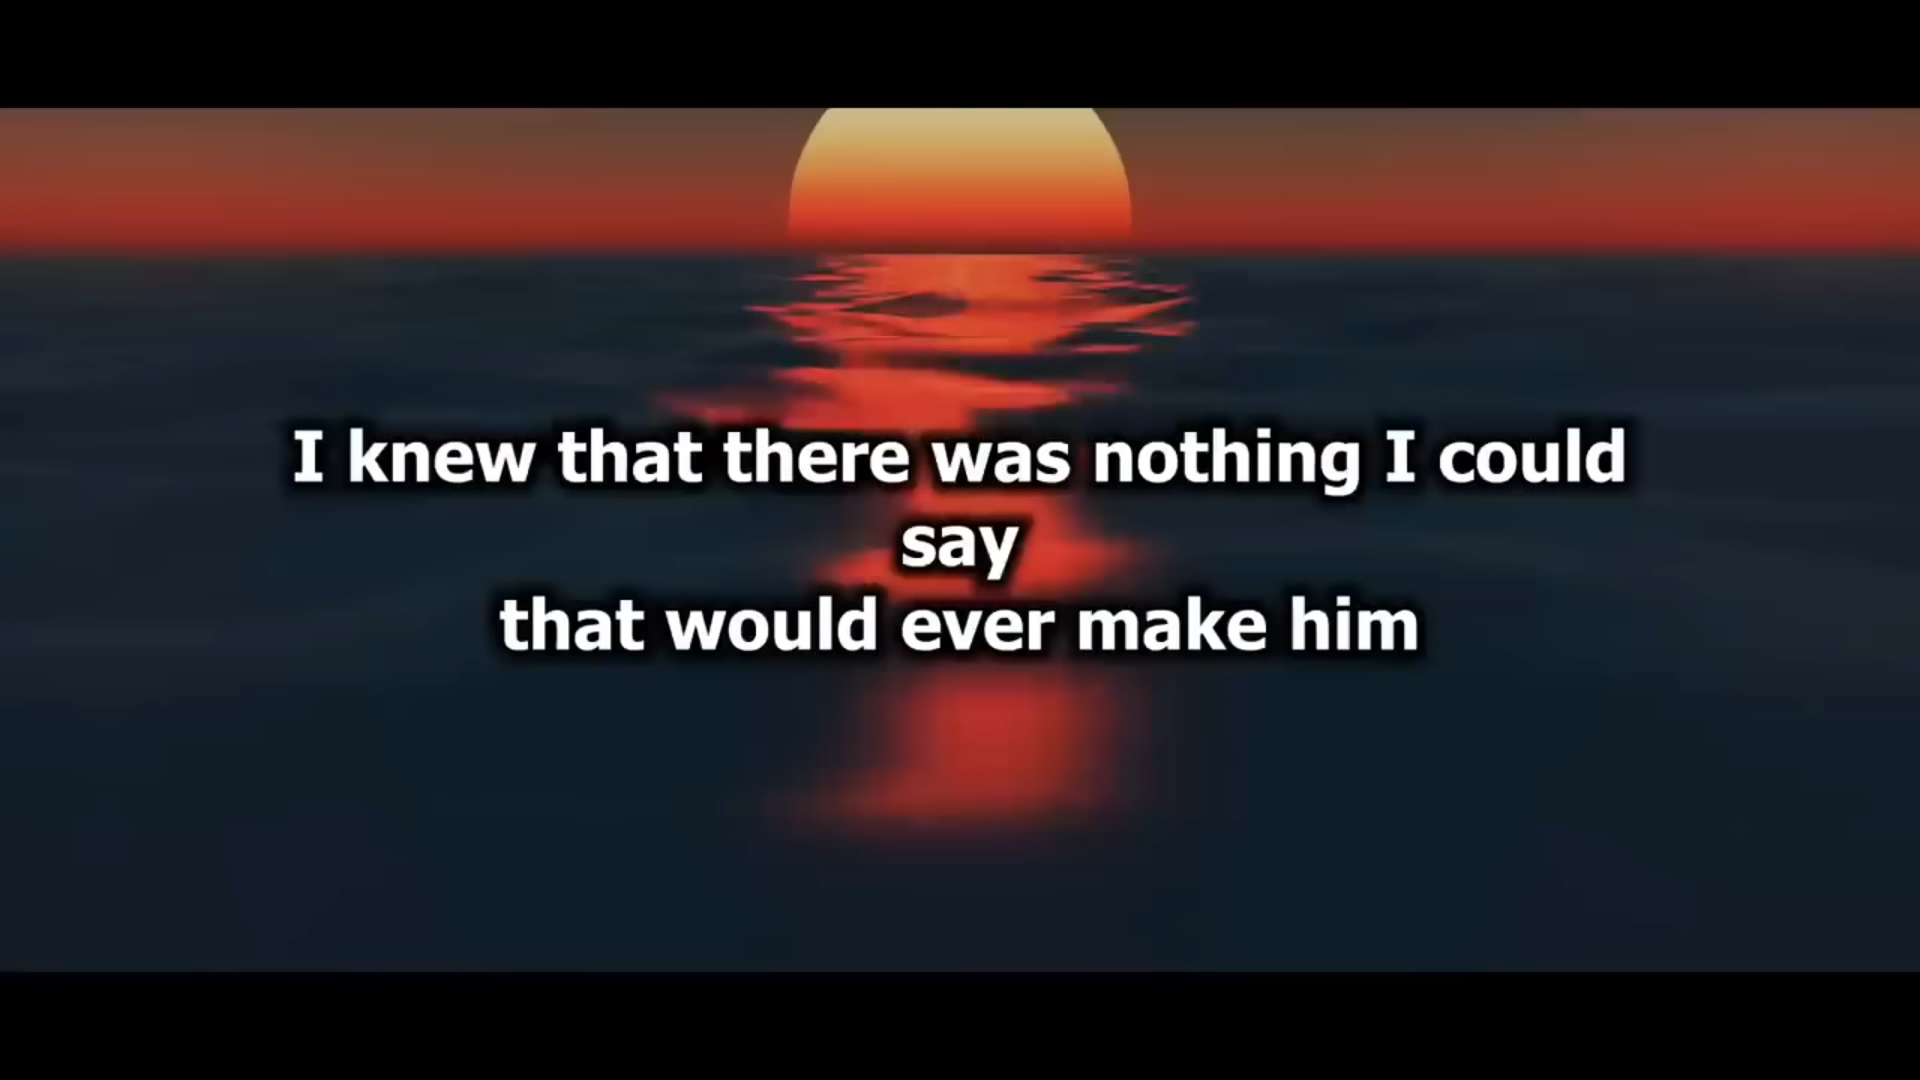 I knew that there was nothing I could
say
that would ever make him